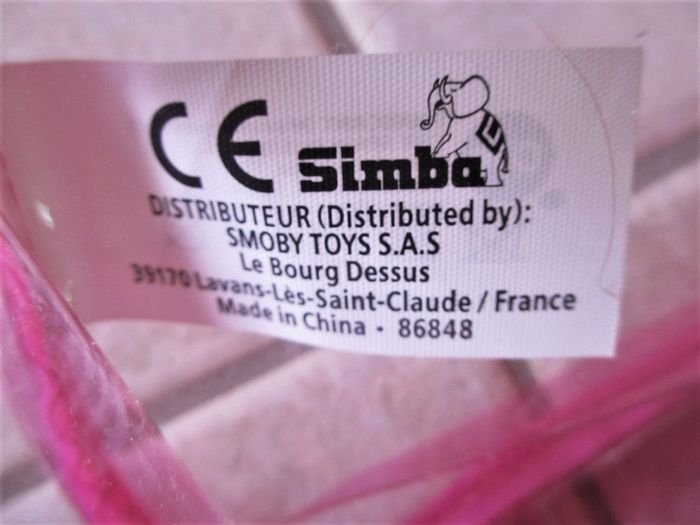 CE Simba
DISTRIBUTEUR (Distributed by):
SMOBY TOYS S.A.S
Le Bourg Dessus
39170 Lavans-Lès-Saint-Claude / France
Made in China - 86848